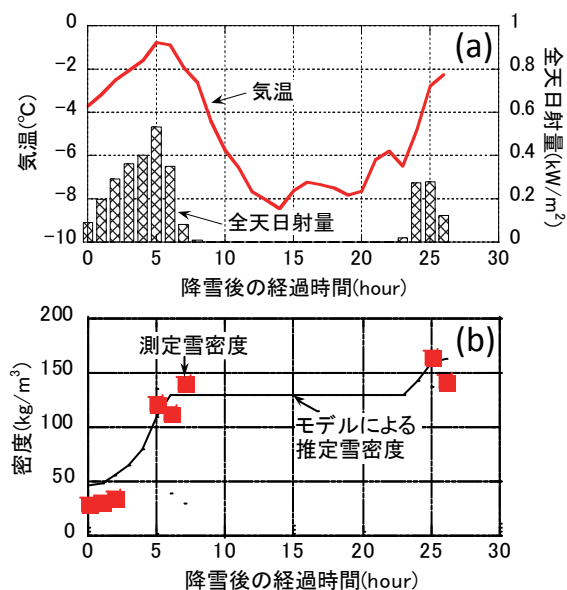 (a)
気温(℃)
0
−2
−4
−6
−8
−10
気温
全天日射量
1
0.8
0.6
0.4
0.2
0
全天日射量(kW/m²)
0 5 10 15 20 25 30
降雪後の経過時間(hour)
(b)
密度(kg/m³)
200
150
100
50
0
測定雪密度
モデルによる
推定雪密度
0 5 10 15 20 25 30
降雪後の経過時間(hour)